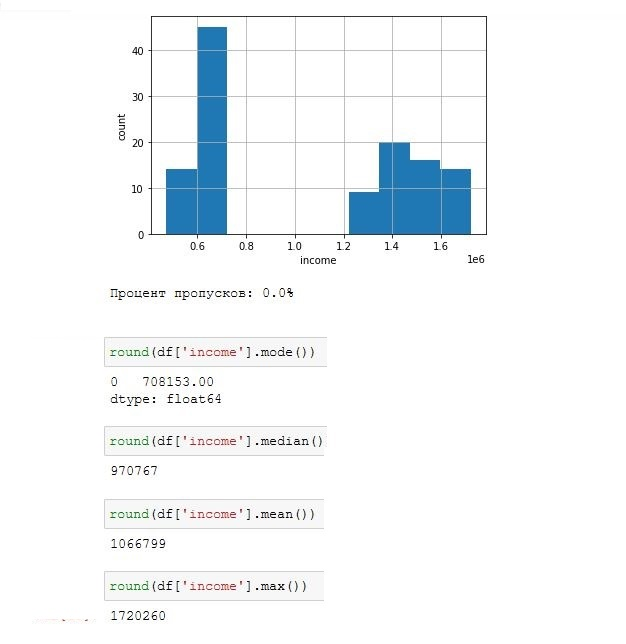 40
30
20
10
0
count
0.6 0.8 1.0 1.2 1.4 1.6
income
1e6
Процент пропусков: 0.0%
round(df['income'].mode())
0 708153.00
dtype: float64
round(df['income'].median()
970767
round(df['income'].mean())
1066799
round(df['income'].max())
1720260